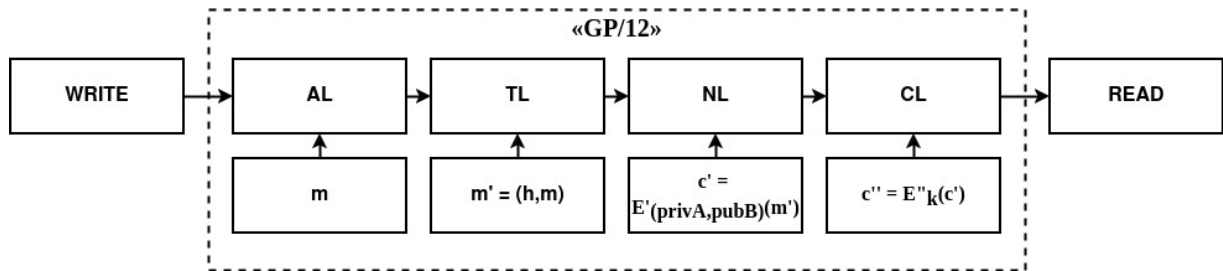 «GP/12»
WRITE
AL
TL
NL
CL
READ
m
m' = (h,m)
c' =
E'(privA,pubB)(m')
c'' = E"k(c')